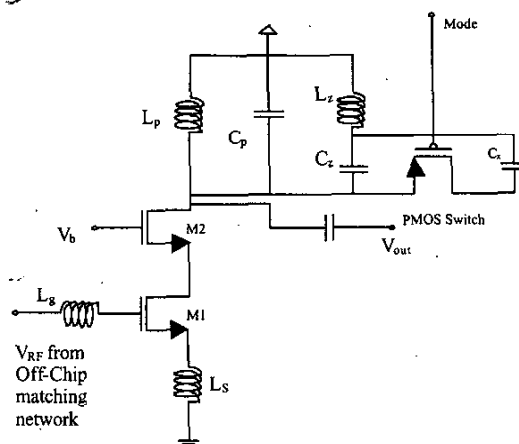 Mode
Lp
Cp
Lz
Cz
Cx
PMOS Switch
Vout
Vb
M2
Lg
M1
VRF from
Off-Chip
matching
network
LS